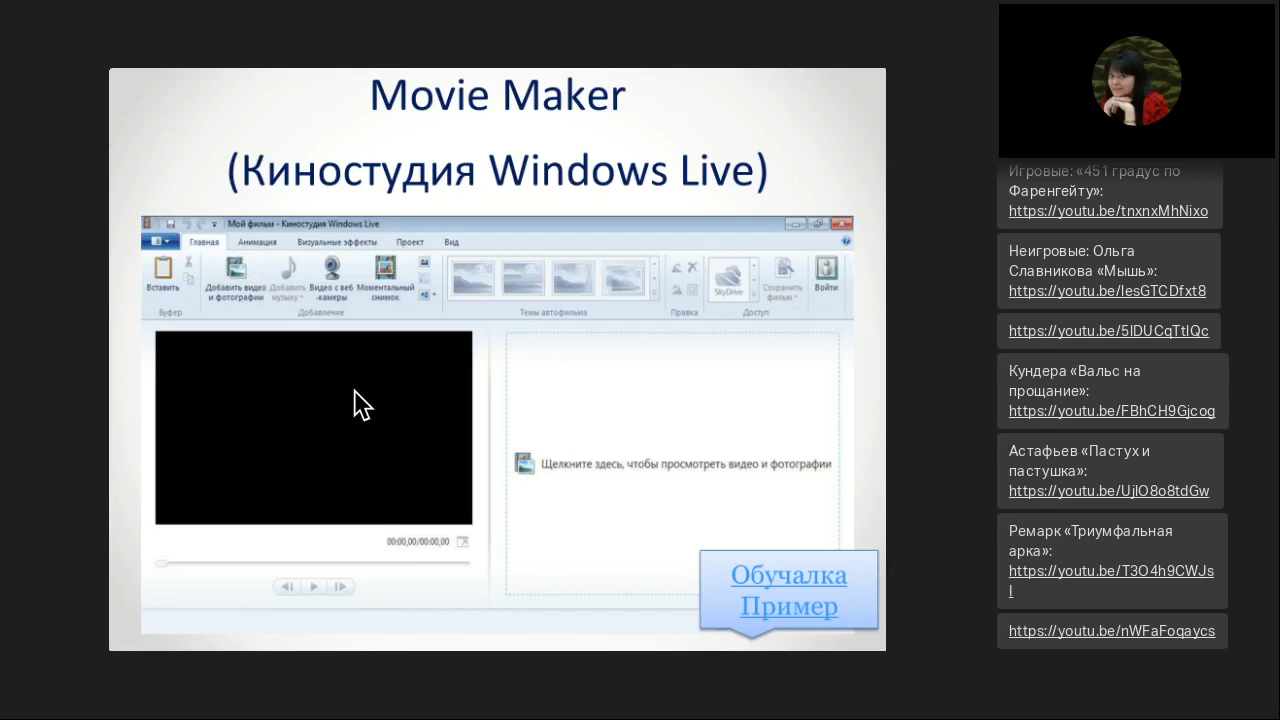 Movie Maker
(Киностудия Windows Live)
Мой фильм - Киностудия Windows Live
Главная Анимация Визуальные эффекты Проект Вид
Вставить
Добавить видео и фотографии
Добавить музыку
Видео с веб -камеры
Моментальный снимок
SkyDrive
Сохранить фильм
Войти
Буфер Добавление Темы автофильма Правка Доступ
Щелкните здесь, чтобы просмотреть видео и фотографии
00:00,00/00:00,00
Обучалка
Пример
Игровые: «451 градус по
Фаренгейту»:
https://youtu.be/tnxnxMhNixo
Неигровые: Ольга
Славникова «Мышь»:
https://youtu.be/IesGTCDfxt8
https://youtu.be/5lDUCqTtlQc
Кундера «Вальс на
прощание»:
https://youtu.be/FBhCH9Gjcog
Астафьев «Пастух и
пастушка»:
https://youtu.be/UjlO8o8tdGw
Ремарк «Триумфальная
арка»:
https://youtu.be/T3O4h9CWJs
I
https://youtu.be/nWFaFoqaycs